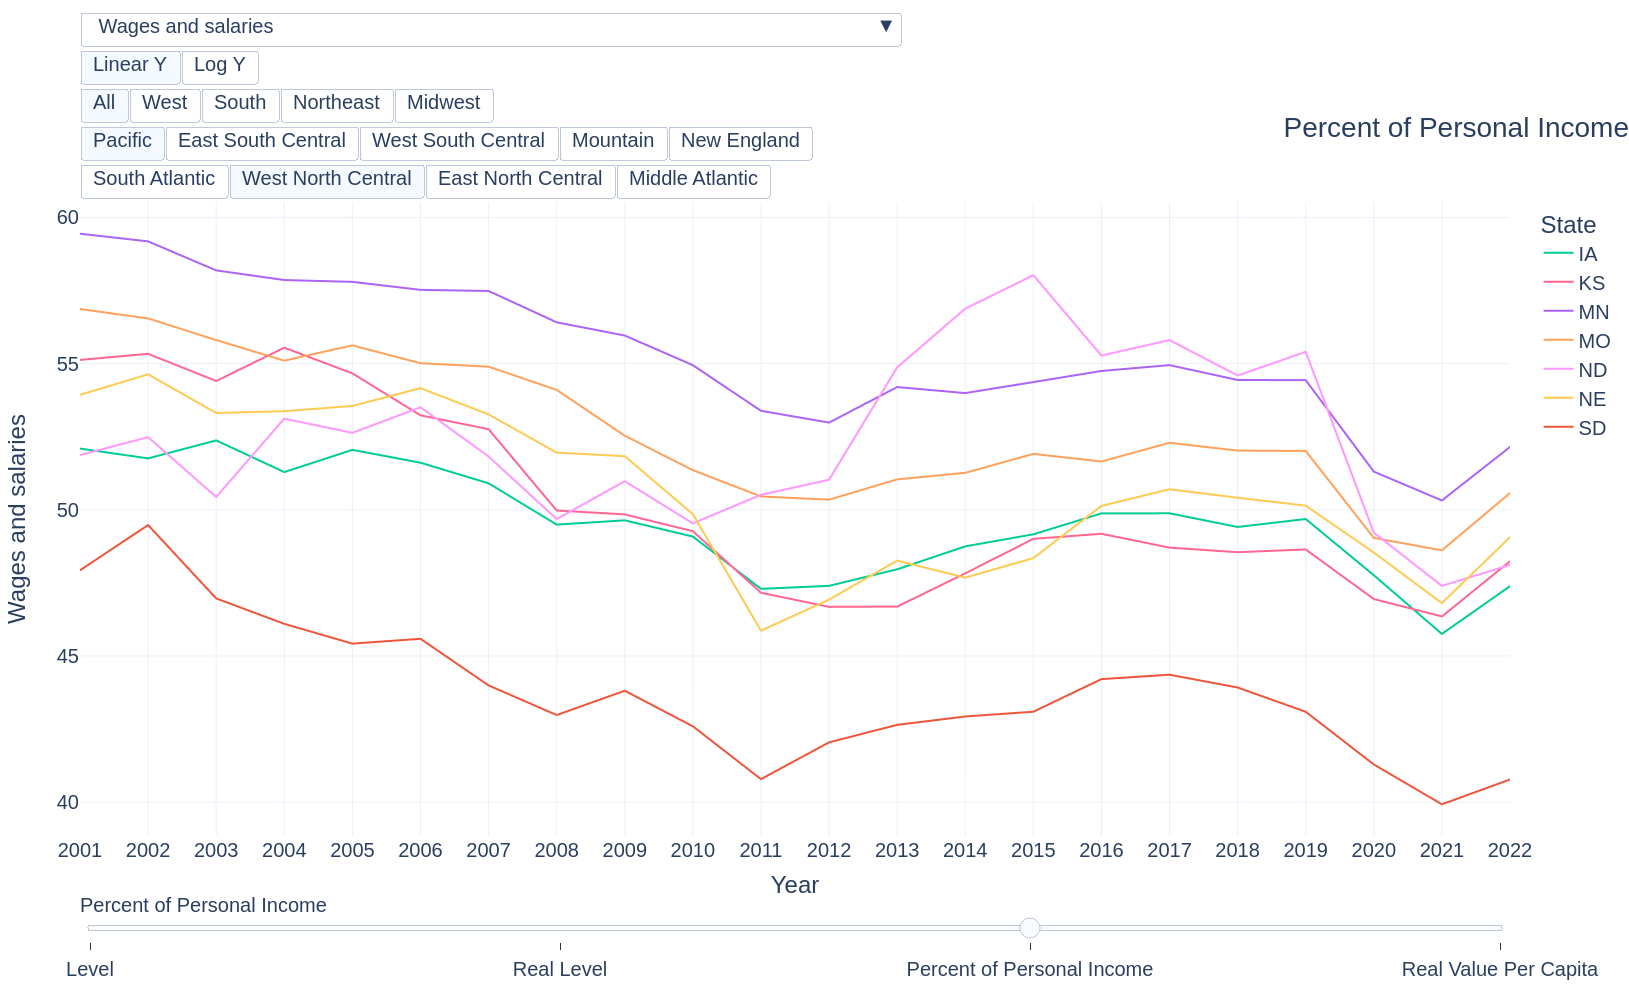 Wages and salaries ▼
Linear Y Log Y
All West South Northeast Midwest
Pacific East South Central West South Central Mountain New England
Percent of Personal Income
South Atlantic West North Central East North Central Middle Atlantic
State
IA
KS
MN
MO
ND
NE
SD
Wages and salaries
60
55
50
45
40
2001 2002 2003 2004 2005 2006 2007 2008 2009 2010 2011 2012 2013 2014 2015 2016 2017 2018 2019 2020 2021 2022
Year
Percent of Personal Income
Level Real Level Percent of Personal Income Real Value Per Capita